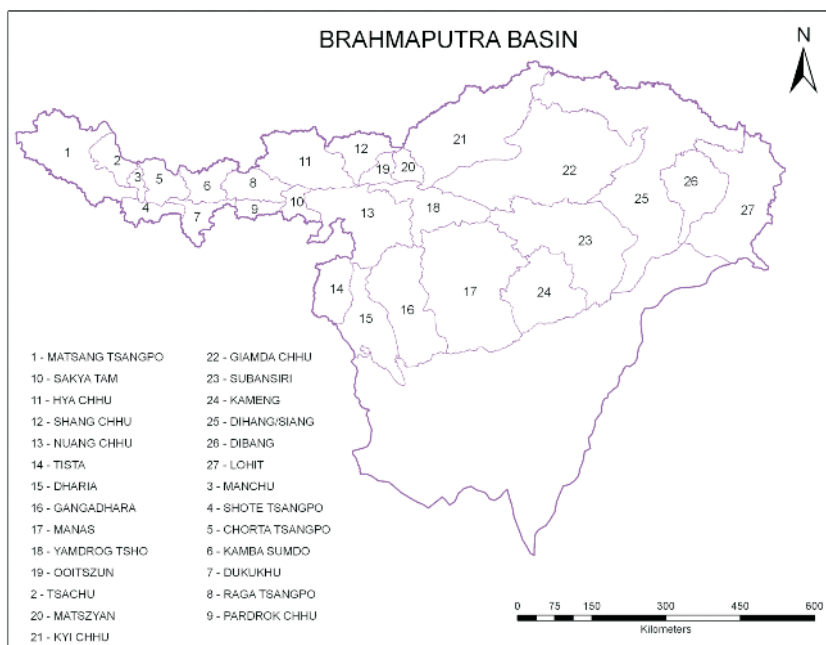 BRAHMAPUTRA BASIN
N
1
2
3
4
5
6
7
8
9
10
11
12
19
20
21
13
18
22
23
25
26
27
14
15
16
17
24
1 - MATSANG TSANGPO
10 - SAKYA TAM
11 - HYA CHHU
12 - SHANG CHHU
13 - NUANG CHHU
14 - TISTA
15 - DHARIA
16 - GANGADHARA
17 - MANAS
18 - YAMDROG TSHO
19 - OOITSZUN
2 - TSACHU
20 - MATSZYAN
21 - KYI CHHU
22 - GIAMDA CHHU
23 - SUBANSIRI
24 - KAMENG
25 - DIHANG/SIANG
26 - DIBANG
27 - LOHIT
3 - MANCHU
4 - SHOTE TSANGPO
5 - CHORTA TSANGPO
6 - KAMBA SUMDO
7 - DUKUKHU
8 - RAGA TSANGPO
9 - PARDROK CHHU
0 75 150 300 450 600
Kilometers